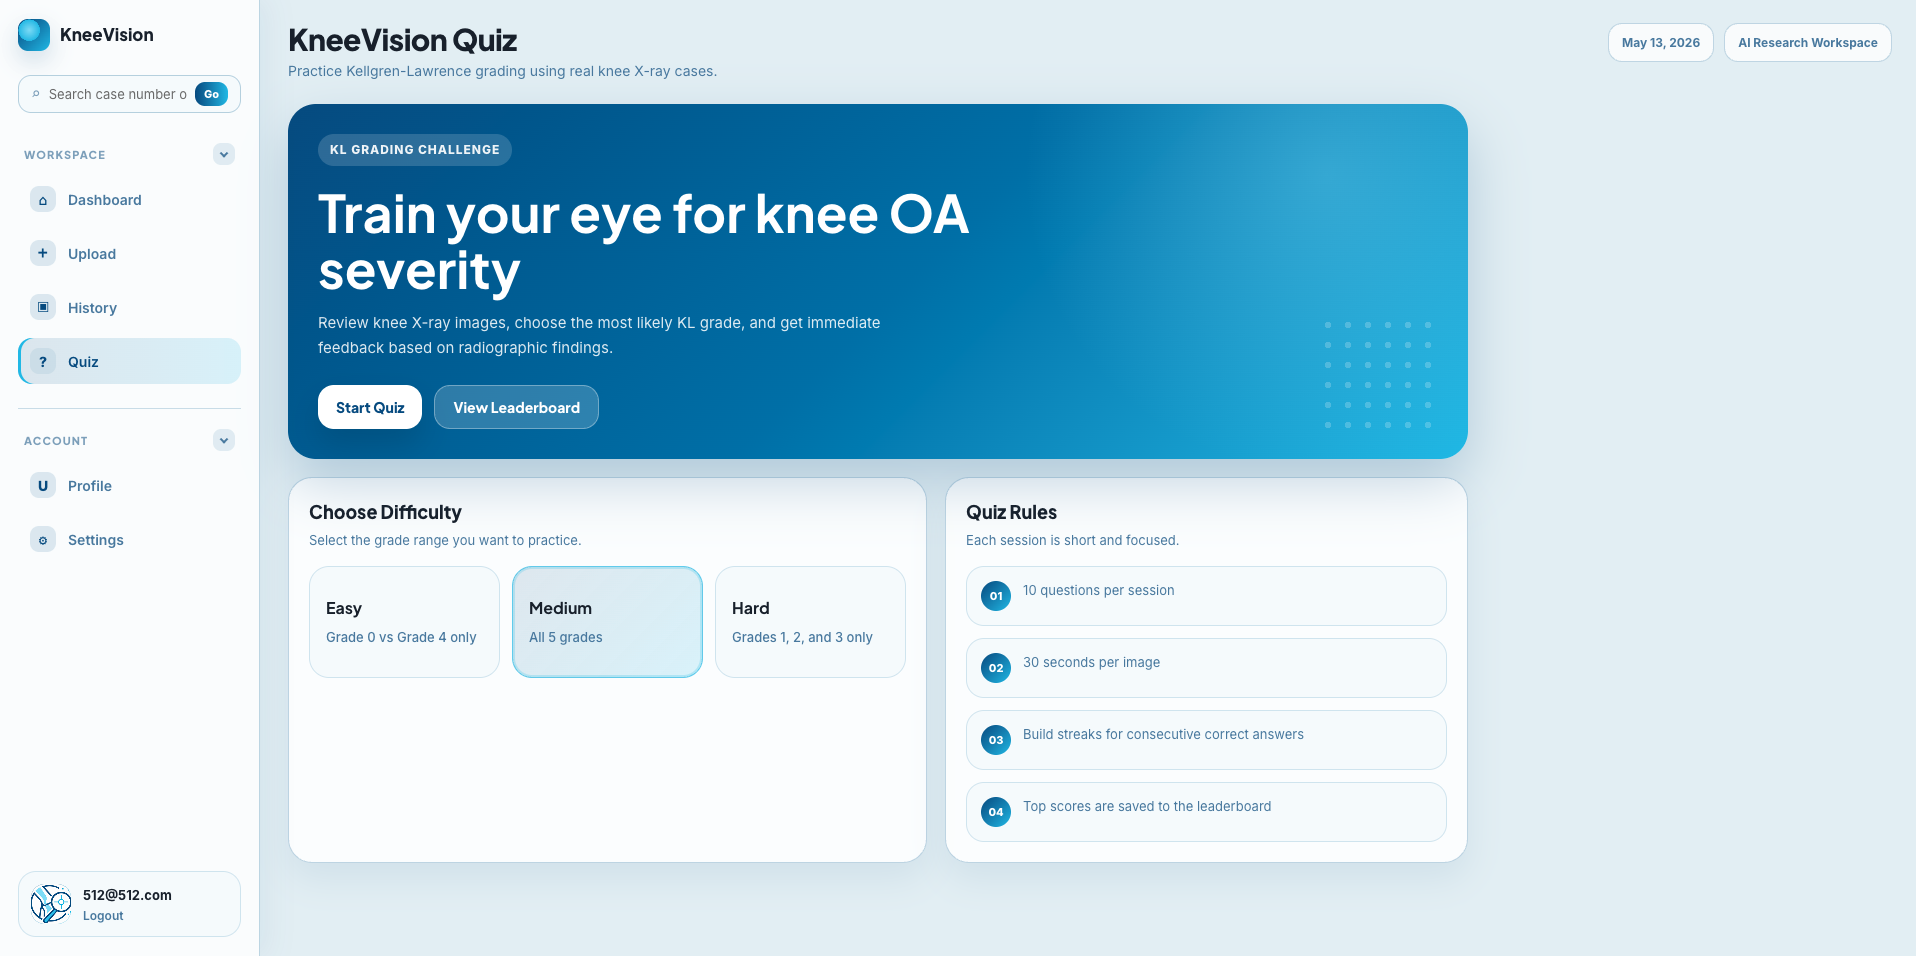 KneeVision
Search case number o
Go
WORKSPACE
Dashboard
Upload
History
? Quiz
ACCOUNT
U Profile
Settings
512@512.com
Logout
KneeVision Quiz
Practice Kellgren-Lawrence grading using real knee X-ray cases.
May 13, 2026
AI Research Workspace
KL GRADING CHALLENGE
Train your eye for knee OA
severity
Review knee X-ray images, choose the most likely KL grade, and get immediate
feedback based on radiographic findings.
Start Quiz
View Leaderboard
Choose Difficulty
Select the grade range you want to practice.
Easy
Grade 0 vs Grade 4 only
Medium
All 5 grades
Hard
Grades 1, 2, and 3 only
Quiz Rules
Each session is short and focused.
01 10 questions per session
02 30 seconds per image
03 Build streaks for consecutive correct answers
04 Top scores are saved to the leaderboard